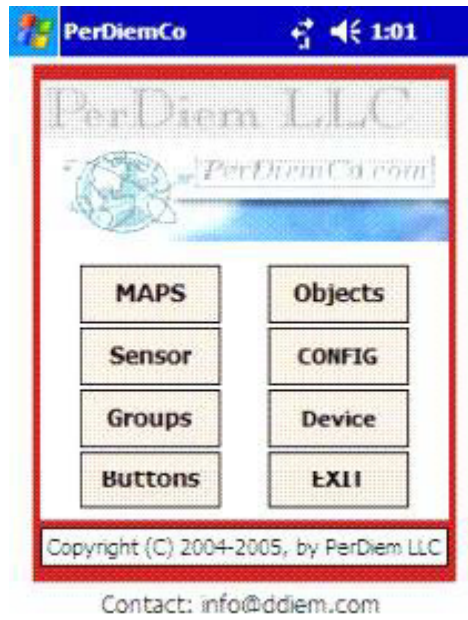 PerDiemCo 1:01
PerDiem LLC
PerDiemCo.com
MAPS Objects
Sensor CONFIG
Groups Device
Buttons EXIT
Copyright (C) 2004-2005, by PerDiem LLC
Contact: info@ddiem.com